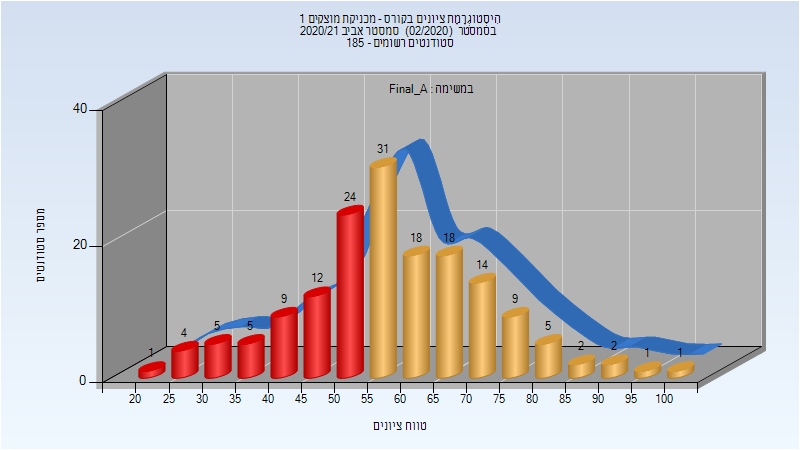 היסטוגרמת ציונים בקורס - מכניקת מוצקים 1
בסמסטר (02/2020) סמסטר אביב 2020/21
סטודנטים רשומים - 185
במשימה : Final_A
מספר סטודנטים
40
20
0
1
4
5
5
9
12
24
31
18
18
14
9
5
2
2
1
1
20 25 30 35 40 45 50 55 60 65 70 75 80 85 90 95 100
טווח ציונים